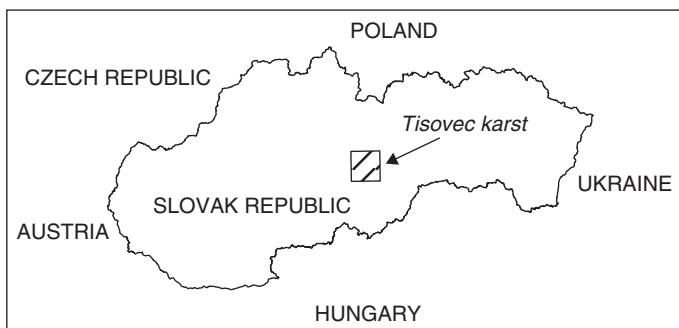 POLAND
CZECH REPUBLIC
Tisovec karst
UKRAINE
SLOVAK REPUBLIC
AUSTRIA
HUNGARY